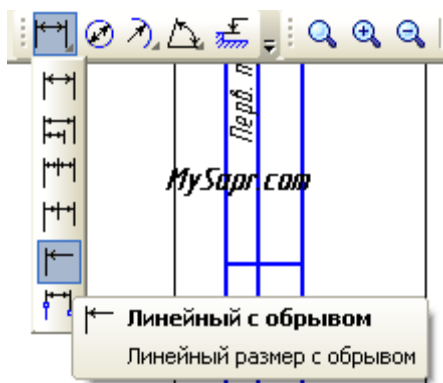 Перв. п
MySapr.com
Линейный с обрывом
Линейный размер с обрывом